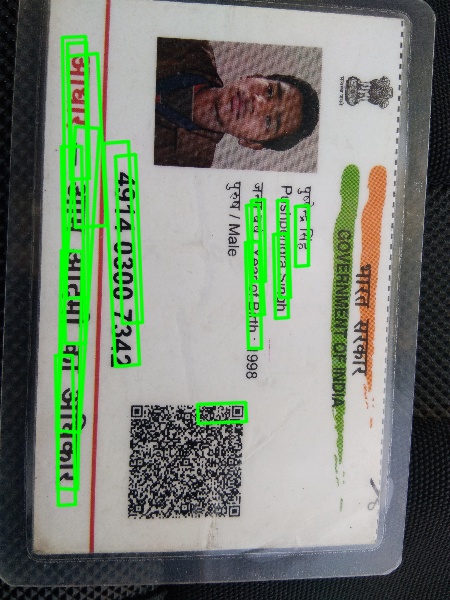 भारत सरकार
GOVERNMENT OF INDIA
सिंह
Pushpendra Singh
जन्म वर्ष / Year of Birth : 1998
पुरुष / Male
4914 0300
आधार - आम आदमी का अधिकार